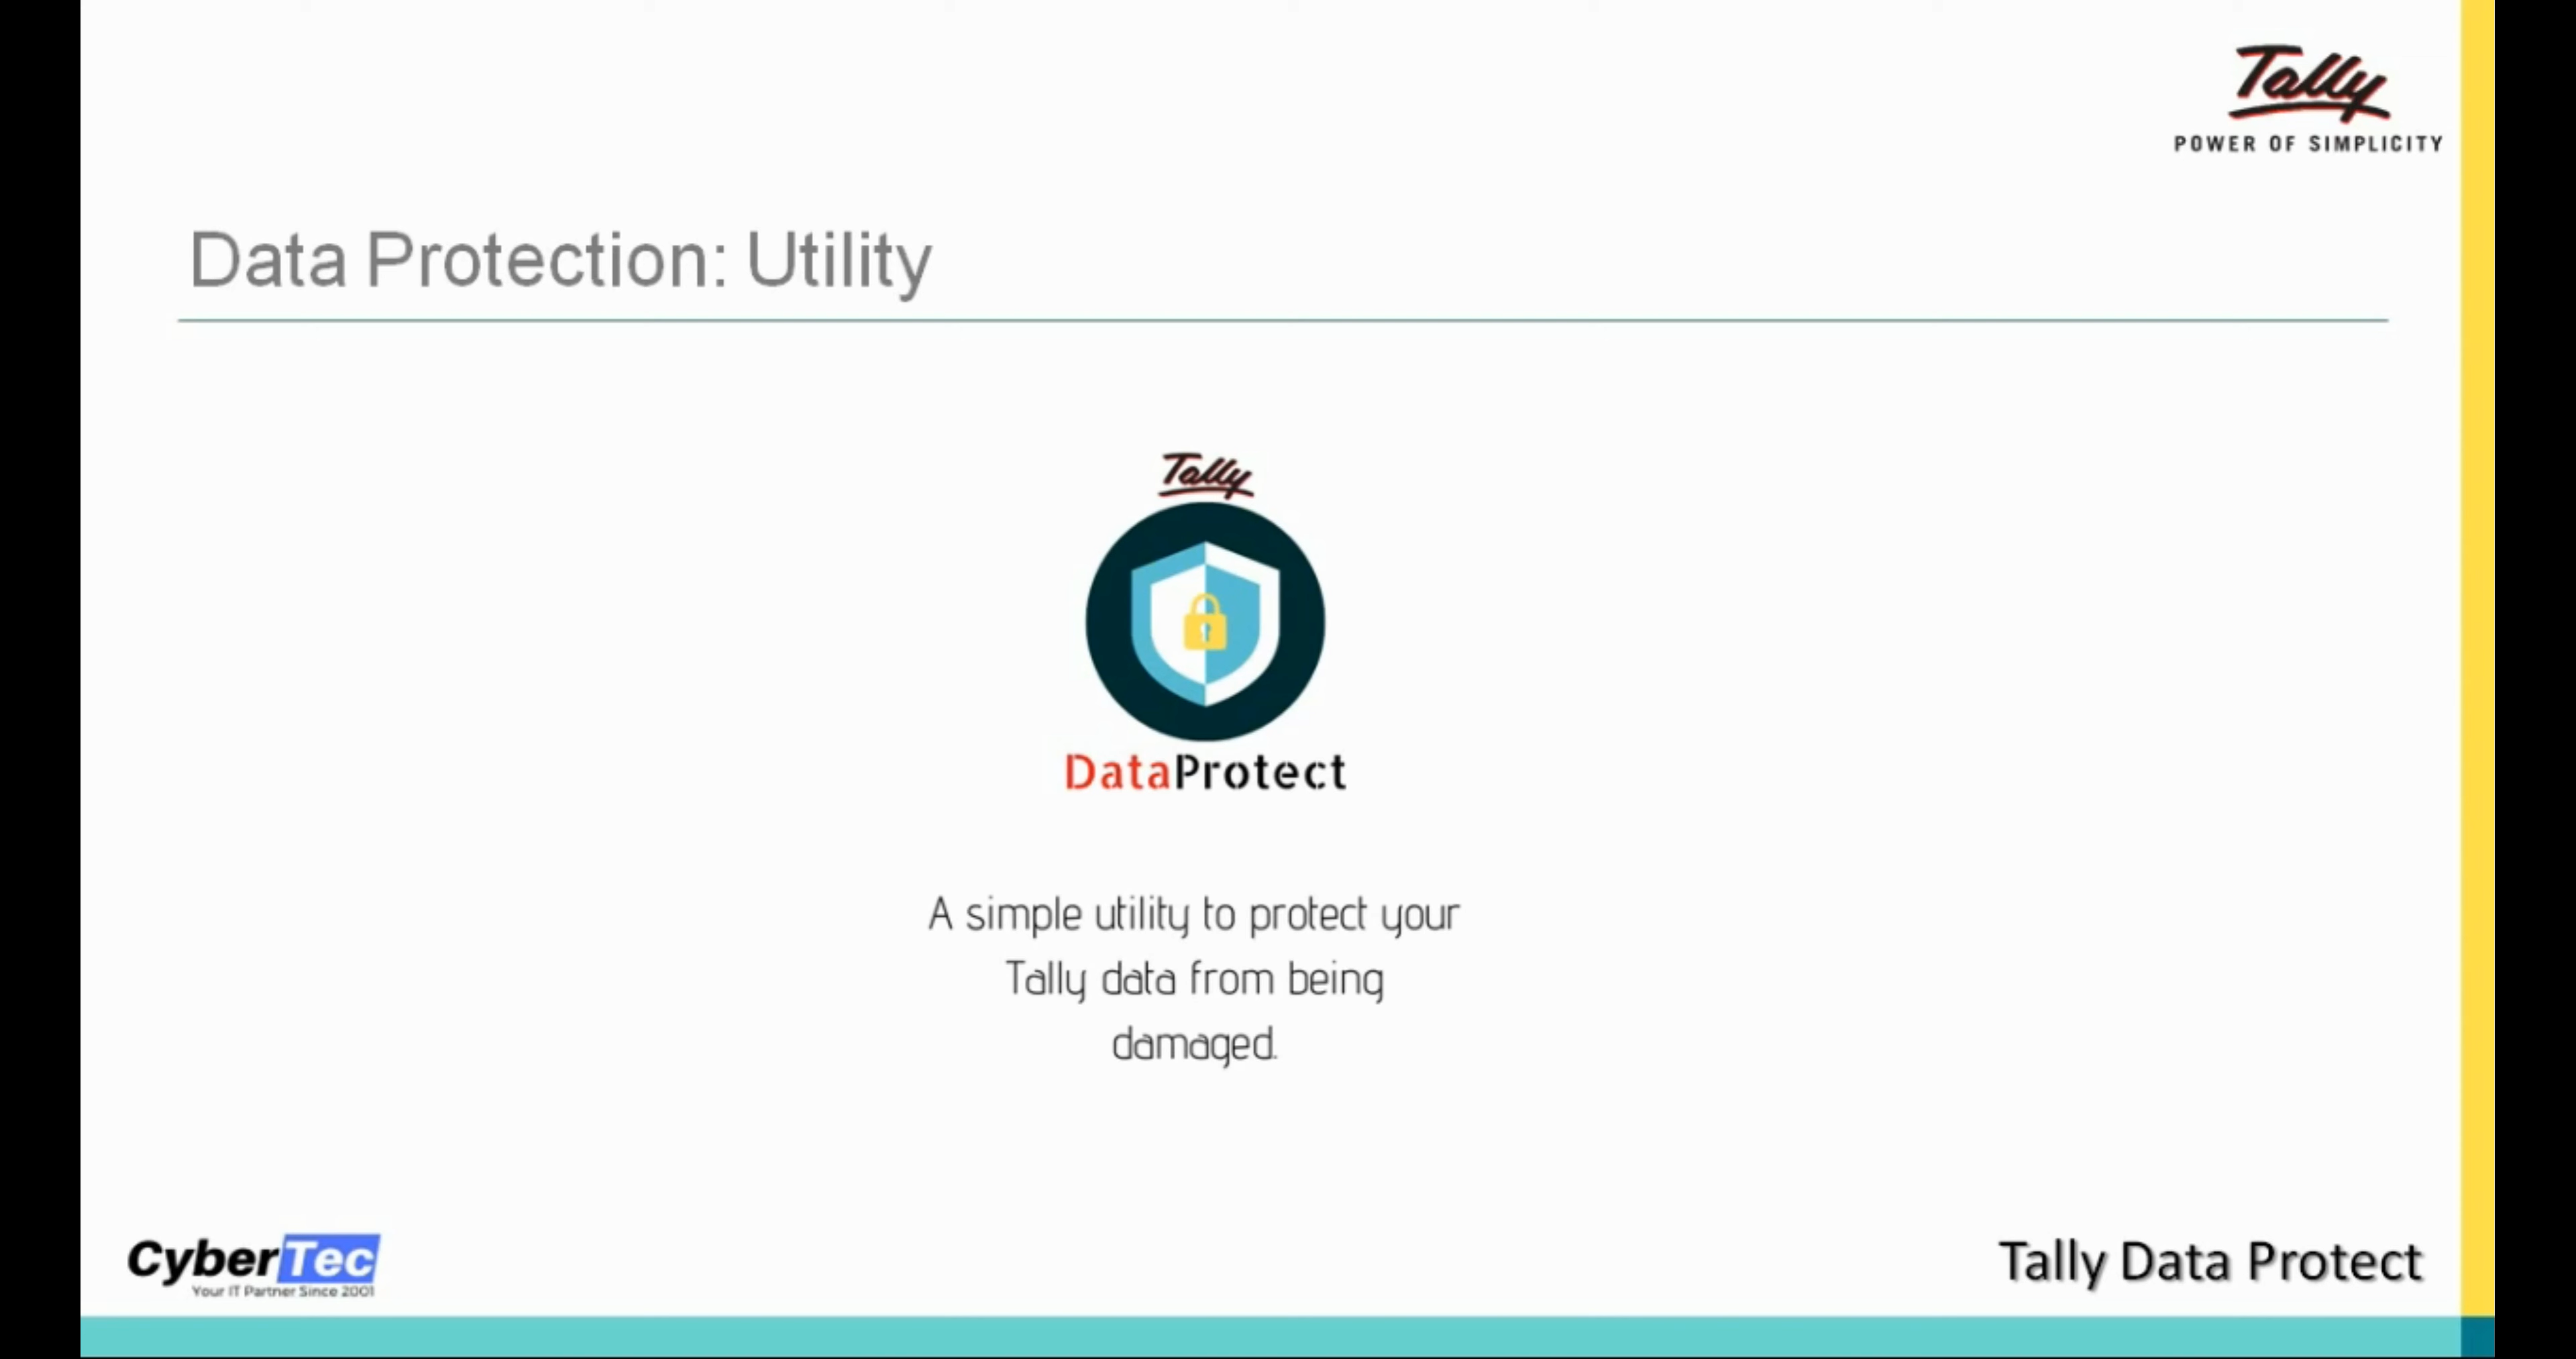 Tally
POWER OF SIMPLICITY
Data Protection: Utility
Tally
DataProtect
A simple utility to protect your
Tally data from being
damaged.
CyberTec
Your IT Partner Since 2001
Tally Data Protect